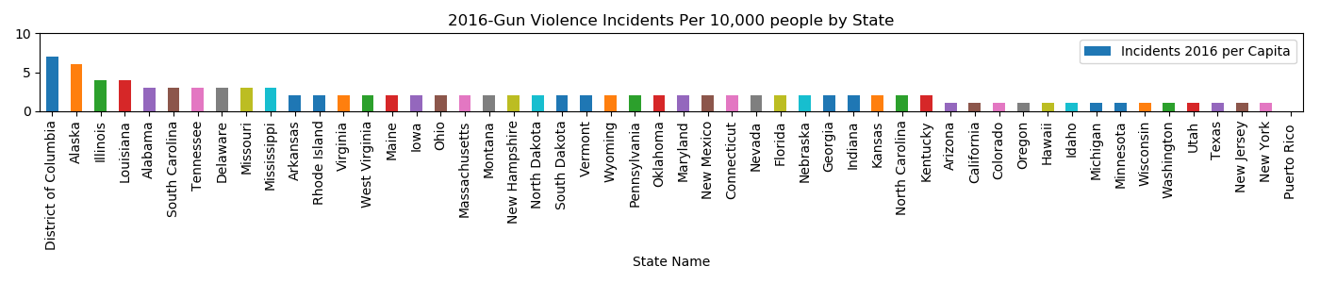 2016-Gun Violence Incidents Per 10,000 people by State
10
5
0
Incidents 2016 per Capita
District of Columbia
Alaska
Illinois
Louisiana
Alabama
South Carolina
Tennessee
Delaware
Missouri
Mississippi
Arkansas
Rhode Island
Virginia
West Virginia
Maine
Iowa
Ohio
Massachusetts
Montana
New Hampshire
North Dakota
South Dakota
Vermont
Wyoming
Pennsylvania
Oklahoma
Maryland
New Mexico
Connecticut
Nevada
Florida
Nebraska
Georgia
Indiana
Kansas
North Carolina
Kentucky
Arizona
California
Colorado
Oregon
Hawaii
Idaho
Michigan
Minnesota
Wisconsin
Washington
Utah
Texas
New Jersey
New York
Puerto Rico
State Name